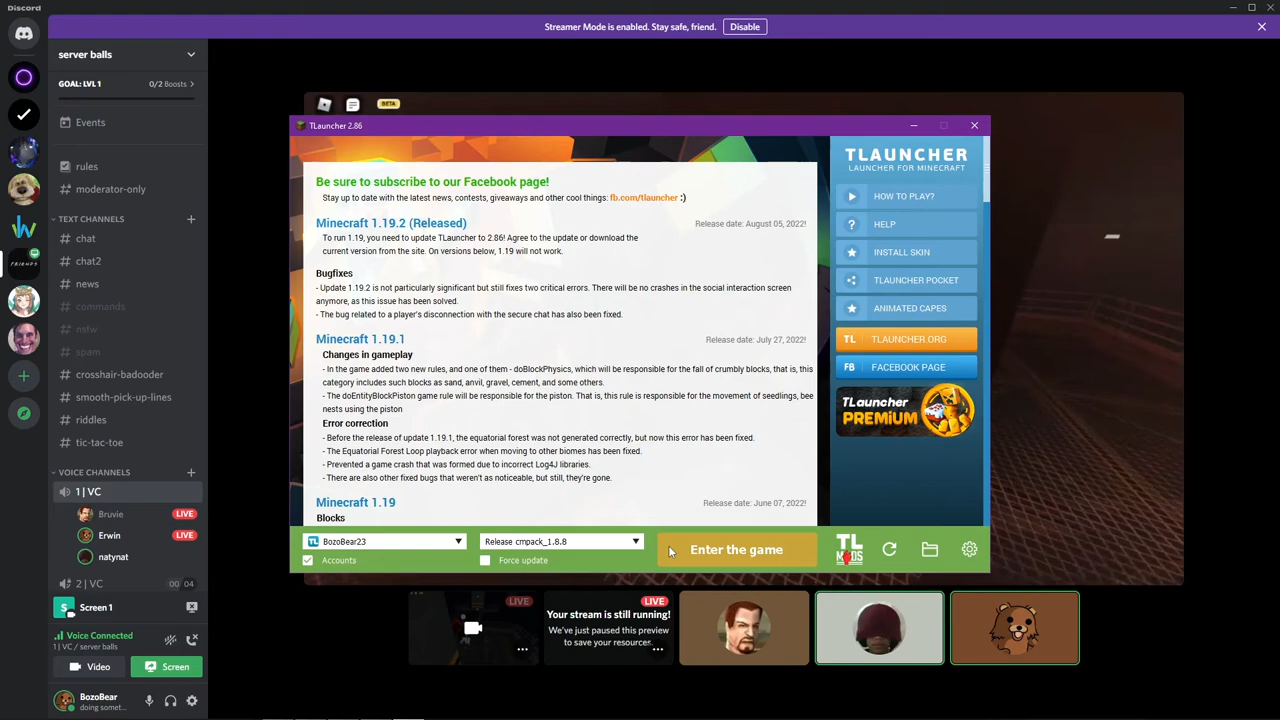 Discord
Streamer Mode is enabled. Stay safe, friend.
Disable
server balls
GOAL: LVL 1
0/2 Boosts
Events
rules
moderator-only
TEXT CHANNELS
chat
chat2
news
commands
nsfw
spam
crosshair-badooder
smooth-pick-up-lines
riddles
tic-tac-toe
VOICE CHANNELS
1 | VC
Bruvie LIVE
Erwin LIVE
natynat
2 | VC 00 04
S Screen 1
Voice Connected
1 | VC / server balls
Video
Screen
BozoBear
doing somet...
FRIENDS
BETA
TLauncher 2.86
Be sure to subscribe to our Facebook page!
Stay up to date with the latest news, contests, giveaways and other cool things: fb.com/tlauncher :)
Minecraft 1.19.2 (Released)
Release date: August 05, 2022!
To run 1.19, you need to update TLauncher to 2.86! Agree to the update or download the
current version from the site. On versions below, 1.19 will not work.
Bugfixes
- Update 1.19.2 is not particularly significant but still fixes two critical errors. There will be no crashes in the social interaction screen
anymore, as this issue has been solved.
- The bug related to a player's disconnection with the secure chat has also been fixed.
Minecraft 1.19.1
Release date: July 27, 2022!
Changes in gameplay
- In the game added two new rules, and one of them - doBlockPhysics, which will be responsible for the fall of crumbly blocks, that is, this
category includes such blocks as sand, anvil, gravel, cement, and some others.
- The doEntityBlockPiston game rule will be responsible for the piston. That is, this rule is responsible for the movement of seedlings, bee
nests using the piston
Error correction
- Before the release of update 1.19.1, the equatorial forest was not generated correctly, but now this error has been fixed.
- The Equatorial Forest Loop playback error when moving to other biomes has been fixed.
- Prevented a game crash that was formed due to incorrect Log4J libraries.
- There are also other fixed bugs that weren't as noticeable, but still, they're gone.
Minecraft 1.19
Release date: June 07, 2022!
Blocks
TLAUNCHER
LAUNCHER FOR MINECRAFT
HOW TO PLAY?
? HELP
INSTALL SKIN
TLAUNCHER POCKET
ANIMATED CAPES
TL TLAUNCHER.ORG
FB FACEBOOK PAGE
TLauncher
PREMIUM
TL BozoBear23
Accounts
Release cmpack_1.8.8
Force update
Enter the game
TL
MODS
LIVE
LIVE
Your stream is still running!
We've just paused this preview
to save your resources.